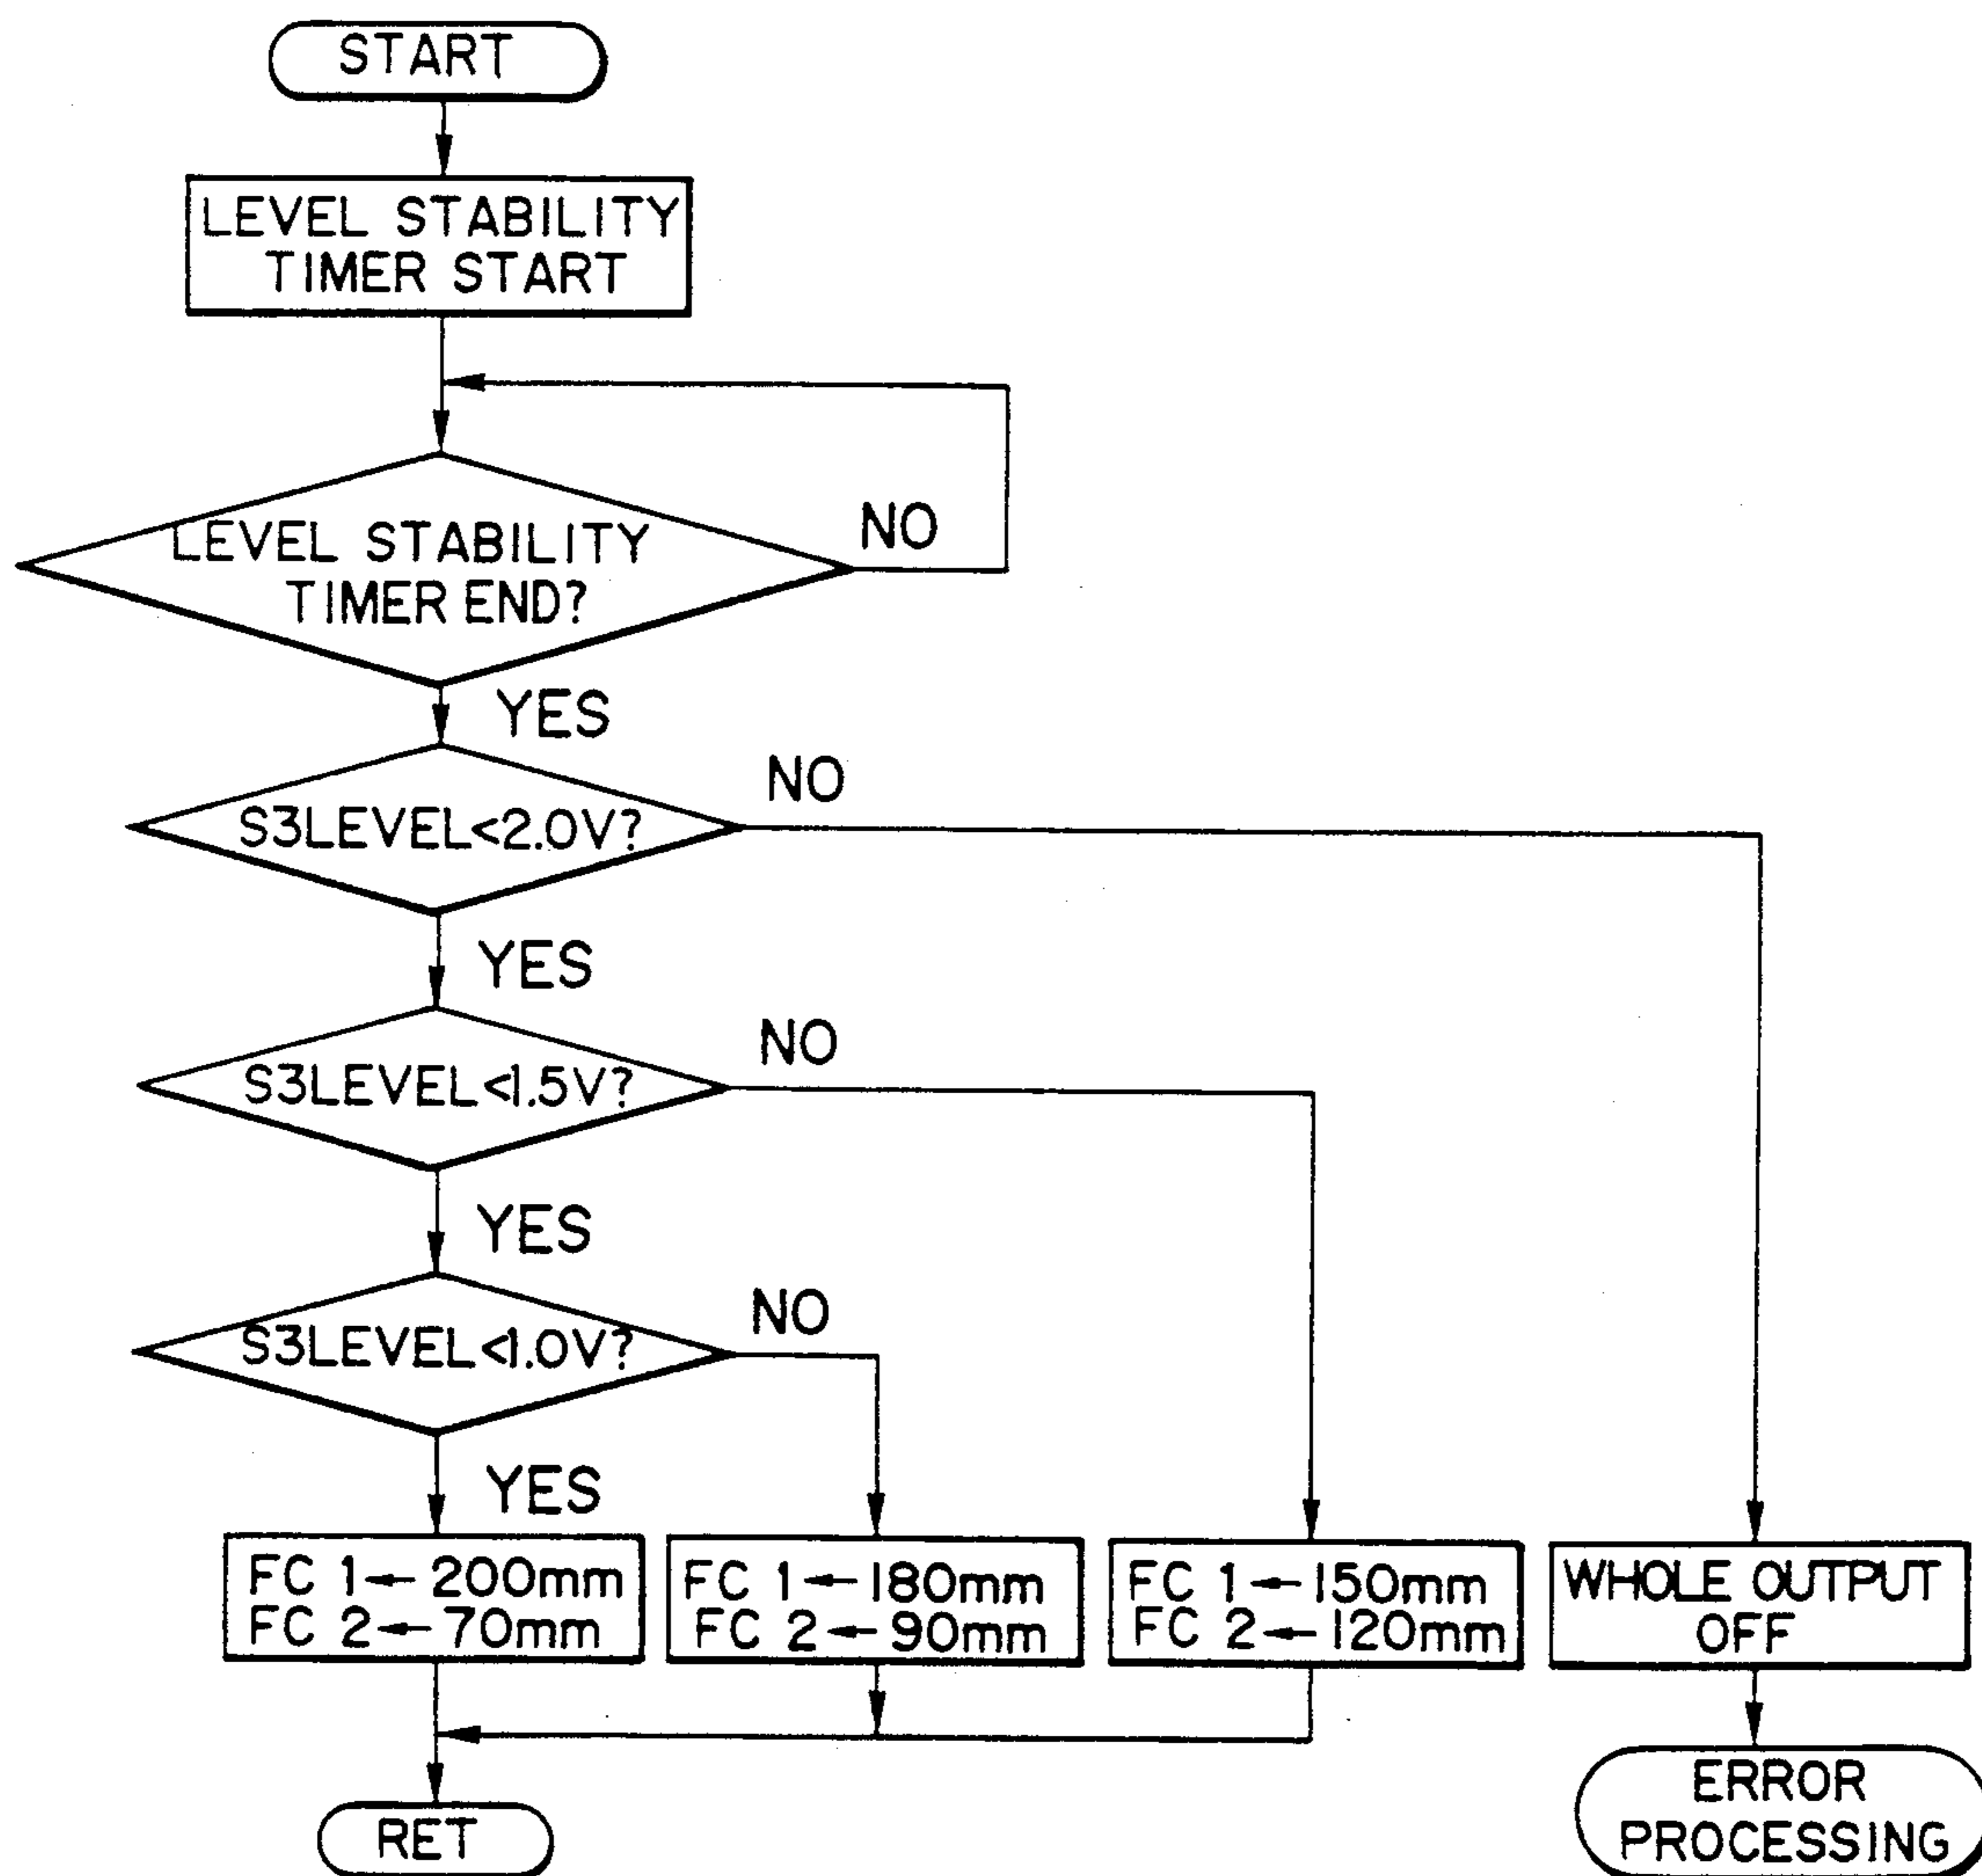 START
LEVEL STABILITY
TIMER START
LEVEL STABILITY
TIMER END?
NO
YES
S3LEVEL<2.0V?
NO
YES
S3LEVEL<1.5V?
NO
YES
S3LEVEL<1.0V?
NO
YES
FC 1←200mm
FC 2←70mm
FC 1←180mm
FC 2←90mm
FC 1←150mm
FC 2←120mm
WHOLE OUTPUT
OFF
RET
ERROR
PROCESSING